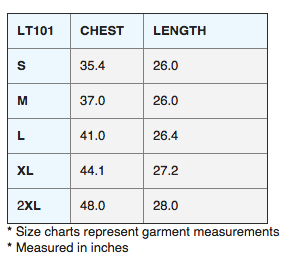 LT101 CHEST LENGTH
S 35.4 26.0
M 37.0 26.0
L 41.0 26.4
XL 44.1 27.2
2XL 48.0 28.0
* Size charts represent garment measurements
* Measured in inches